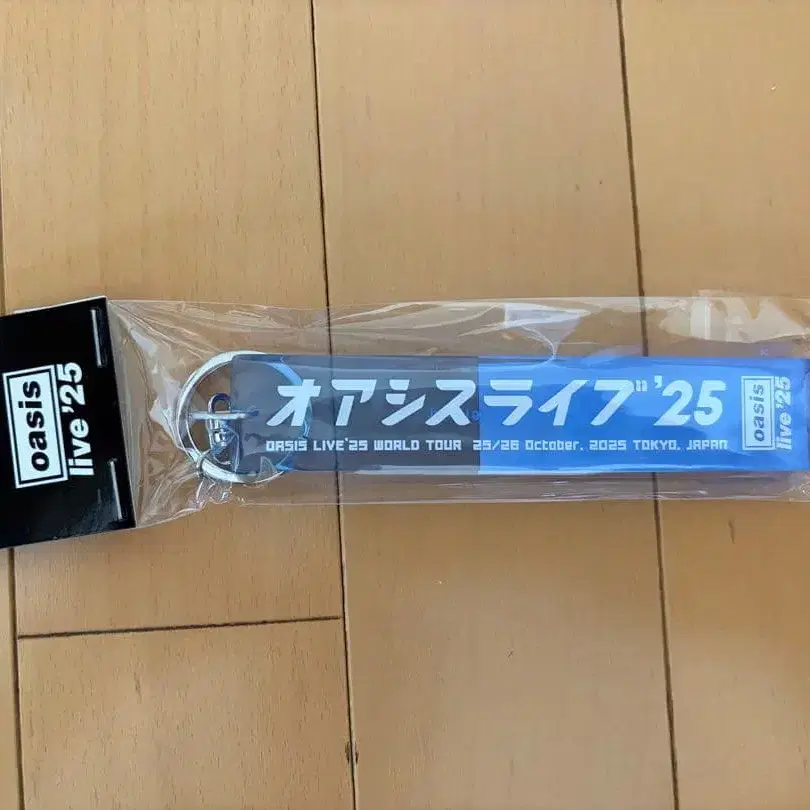 oasis
live '25
オアシスライブ'25
OASIS LIVE'25 WORLD TOUR 25/26 October, 2025 TOKYO, JAPAN
oasis
live '25